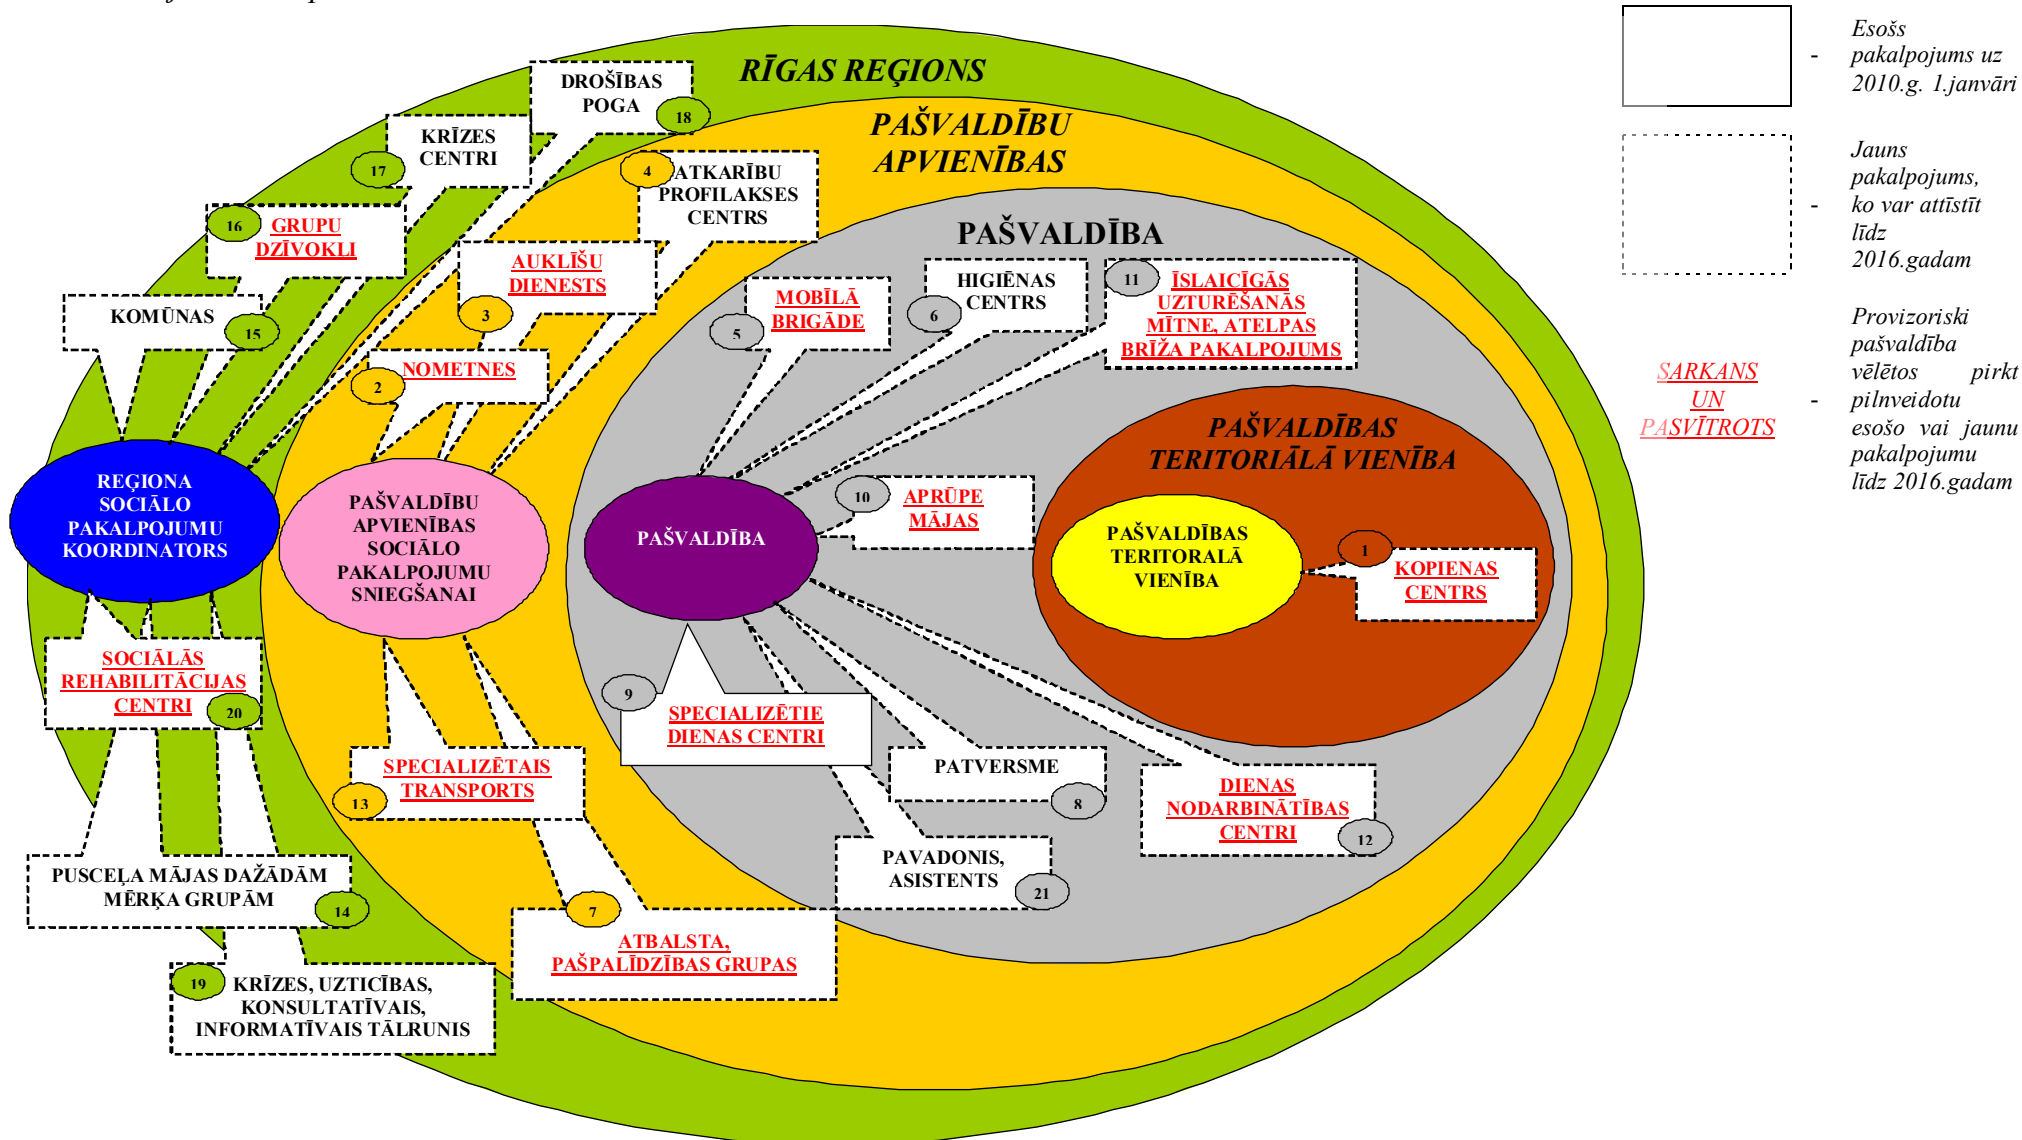 RĪGAS REĢIONS
PAŠVALDĪBU
APVIENĪBAS
PAŠVALDĪBA
PAŠVALDĪBAS
TERITORIĀLĀ VIENĪBA
DROŠĪBAS
POGA
18
KRĪZES
CENTRI
17
16
GRUPU
DZĪVOKLI
KOMŪNAS
15
4
ATKARĪBU
PROFILAKSES
CENTRS
AUKLĪŠU
DIENESTS
3
NOMETNES
2
MOBĪLĀ
BRIGĀDE
5
HIGIĒNAS
CENTRS
6
11
ĪSLAICĪGĀS
UZTURĒŠANĀS
MĪTNE, ATELPAS
BRĪŽA PAKALPOJUMS
REĢIONA
SOCIĀLO
PAKALPOJUMU
KOORDINATORS
PAŠVALDĪBU
APVIENĪBAS
SOCIĀLO
PAKALPOJUMU
SNIEGŠANAI
PAŠVALDĪBA
10
APRŪPE
MĀJAS
PAŠVALDĪBAS
TERITORALĀ
VIENĪBA
1
KOPIENAS
CENTRS
SOCIĀLĀS
REHABILITĀCIJAS
CENTRI
20
9
SPECIALIZĒTIE
DIENAS CENTRI
SPECIALIZĒTAIS
TRANSPORTS
13
PATVERSME
8
DIENAS
NODARBINĀTĪBAS
CENTRI
12
PAVADONIS,
ASISTENTS
21
PUSCEĻA MĀJAS DAŽĀDĀM
MĒRĶA GRUPĀM
14
7
ATBALSTA,
PAŠPALĪDZĪBAS GRUPAS
19
KRĪZES, UZTICĪBAS,
KONSULTATĪVAIS,
INFORMATĪVAIS TĀLRUNIS
- Esošs
pakalpojums uz
2010.g. 1.janvāri
- Jauns
pakalpojums,
ko var attīstīt
līdz
2016.gadam
SARKANS
UN
PASVĪTROTS
- Provizoriski
pašvaldība
vēlētos pirkt
pilnveidotu
esošo vai jaunu
pakalpojumu
līdz 2016.gadam